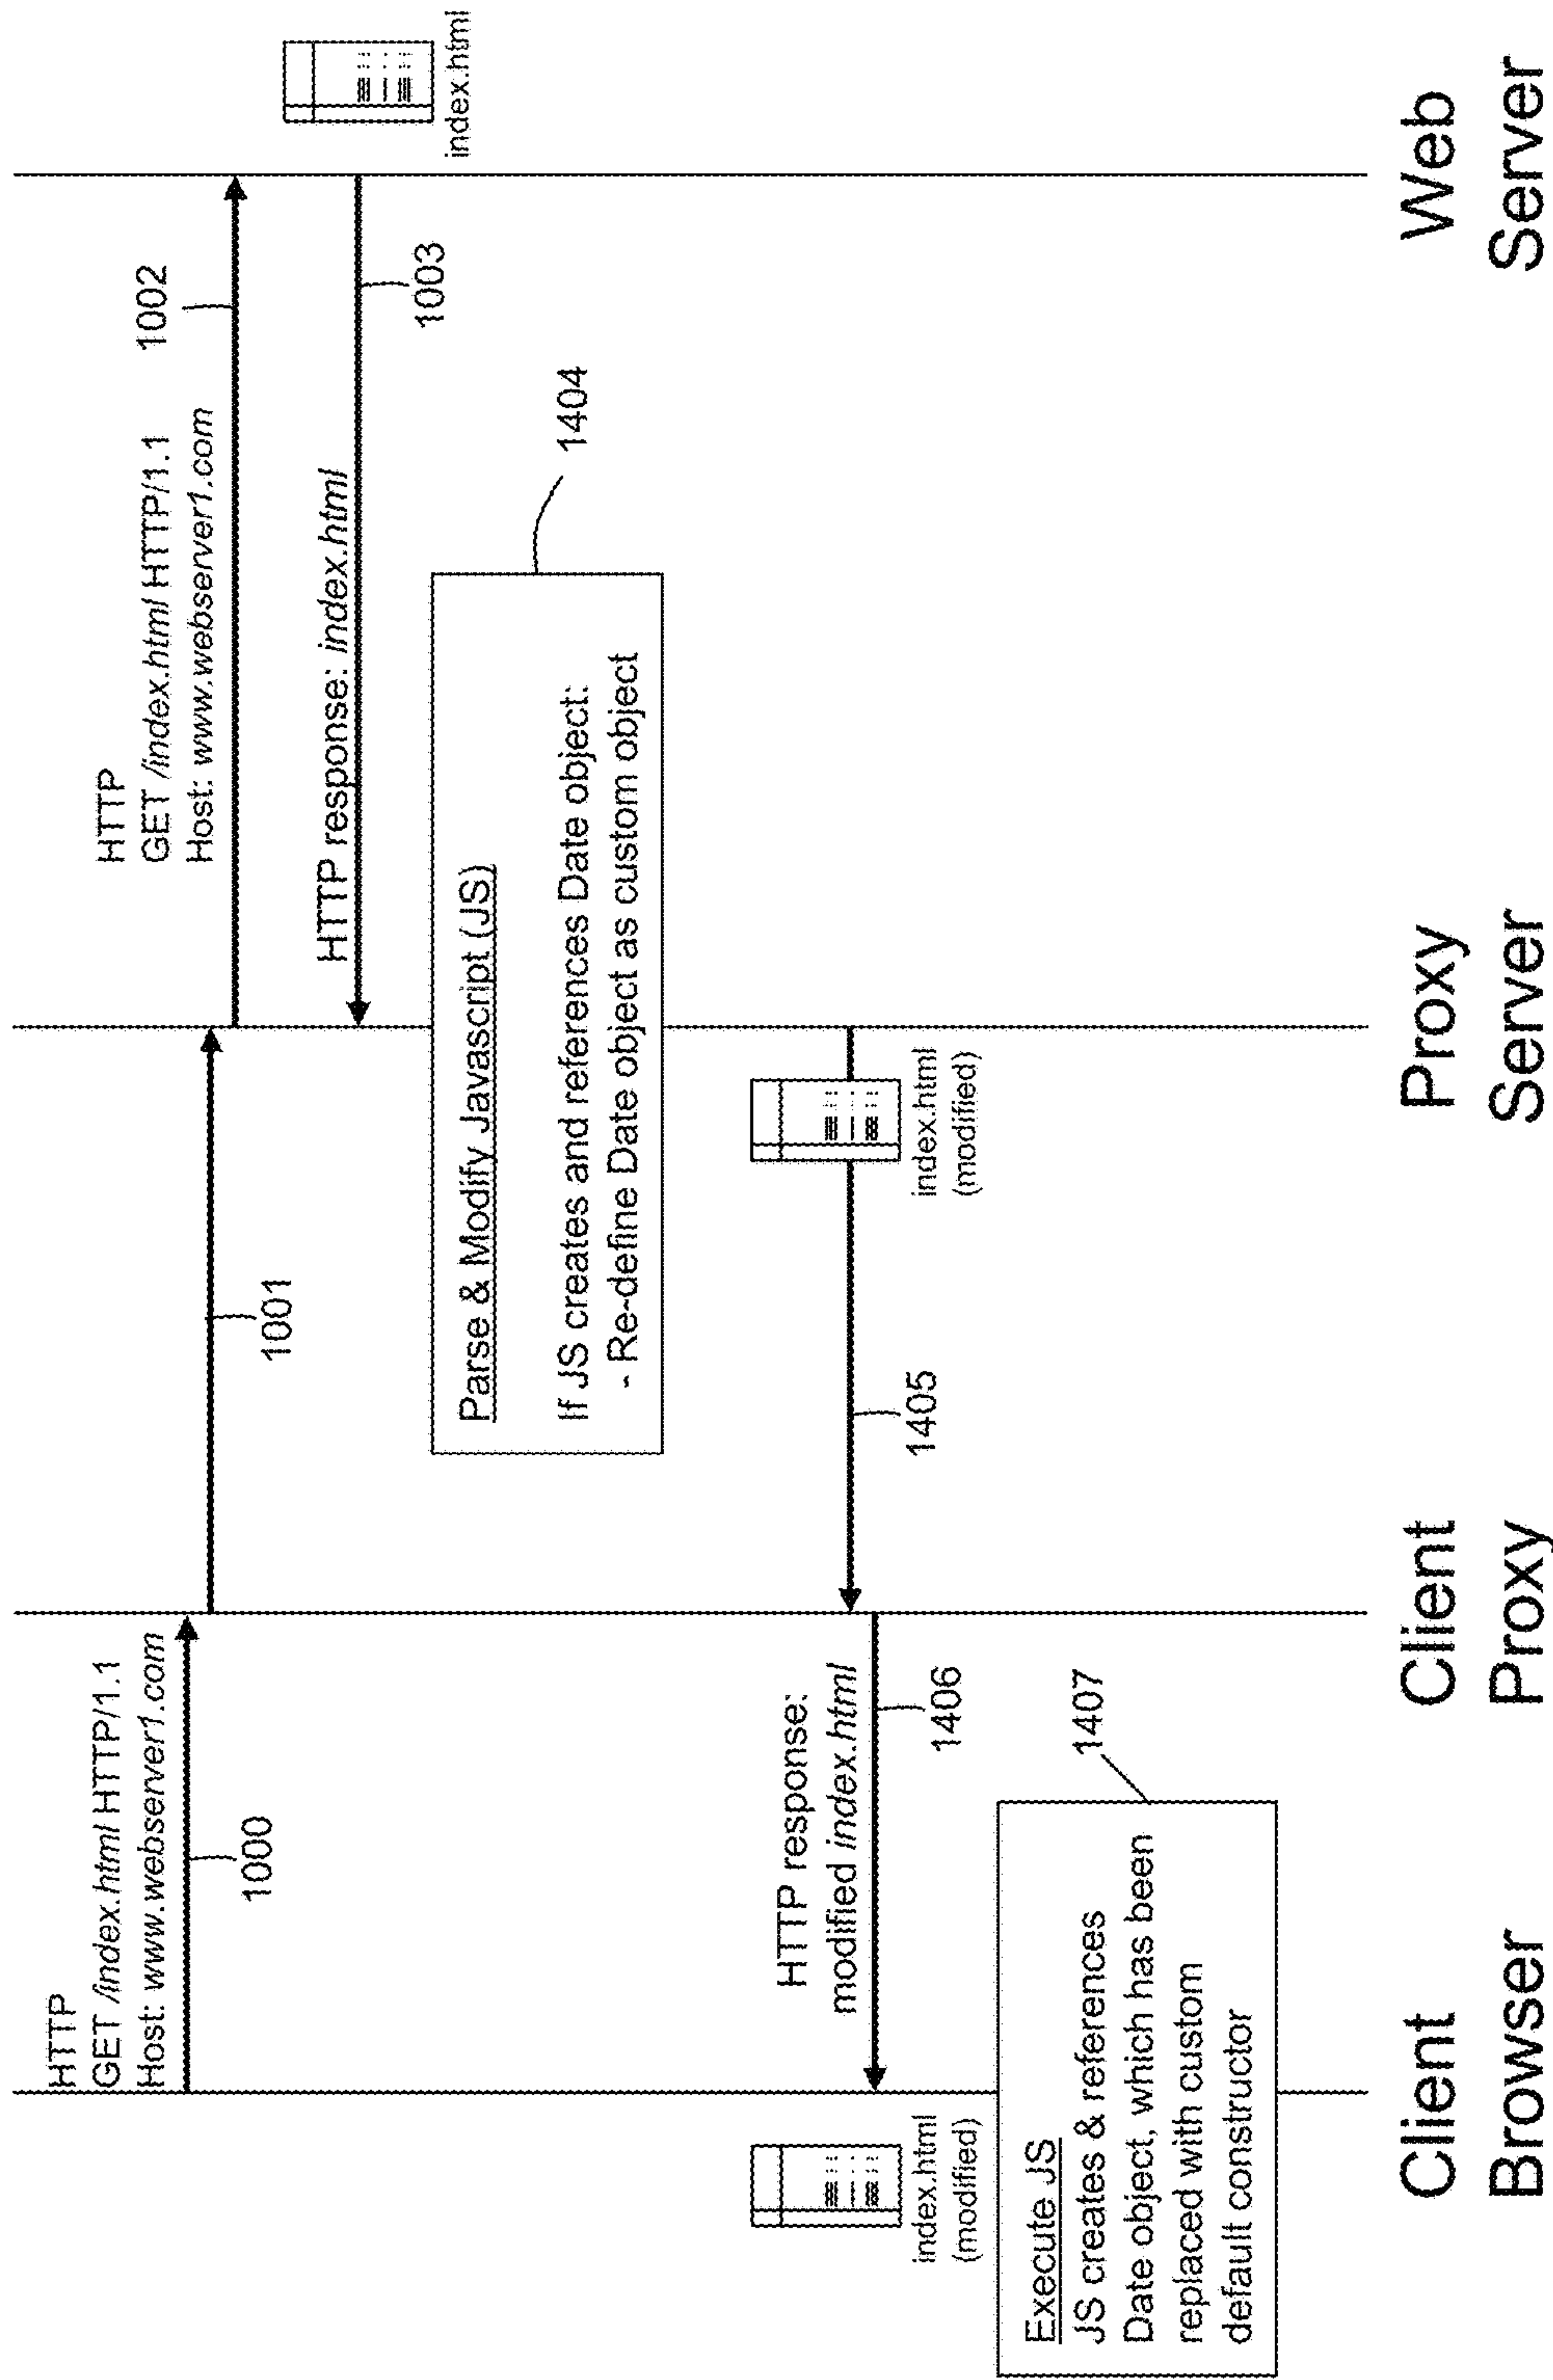 HTTP
GET /index.html HTTP/1.1
Host: www.webserver1.com
1000
1001
HTTP
GET /index.html HTTP/1.1
Host: www.webserver1.com
1002
HTTP response: index.html
1003
index.html
Parse & Modify Javascript (JS)
If JS creates and references Date object:
- Re-define Date object as custom object
1404
index.html
(modified)
1405
HTTP response:
modified index.html
1406
index.html
(modified)
Execute JS
JS creates & references
Date object, which has been
replaced with custom
default constructor
1407
Client
Browser
Client
Proxy
Proxy
Server
Web
Server